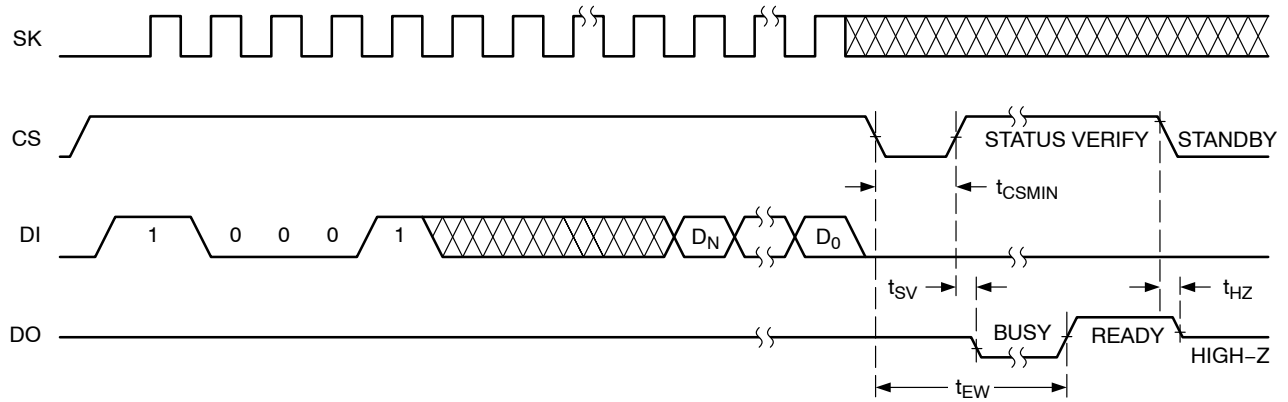 SK
CS
STATUS VERIFY
STANDBY
tCSMIN
DI
1 0 0 0 1
DN
D0
tSV
tHZ
DO
BUSY
READY
HIGH–Z
tEW